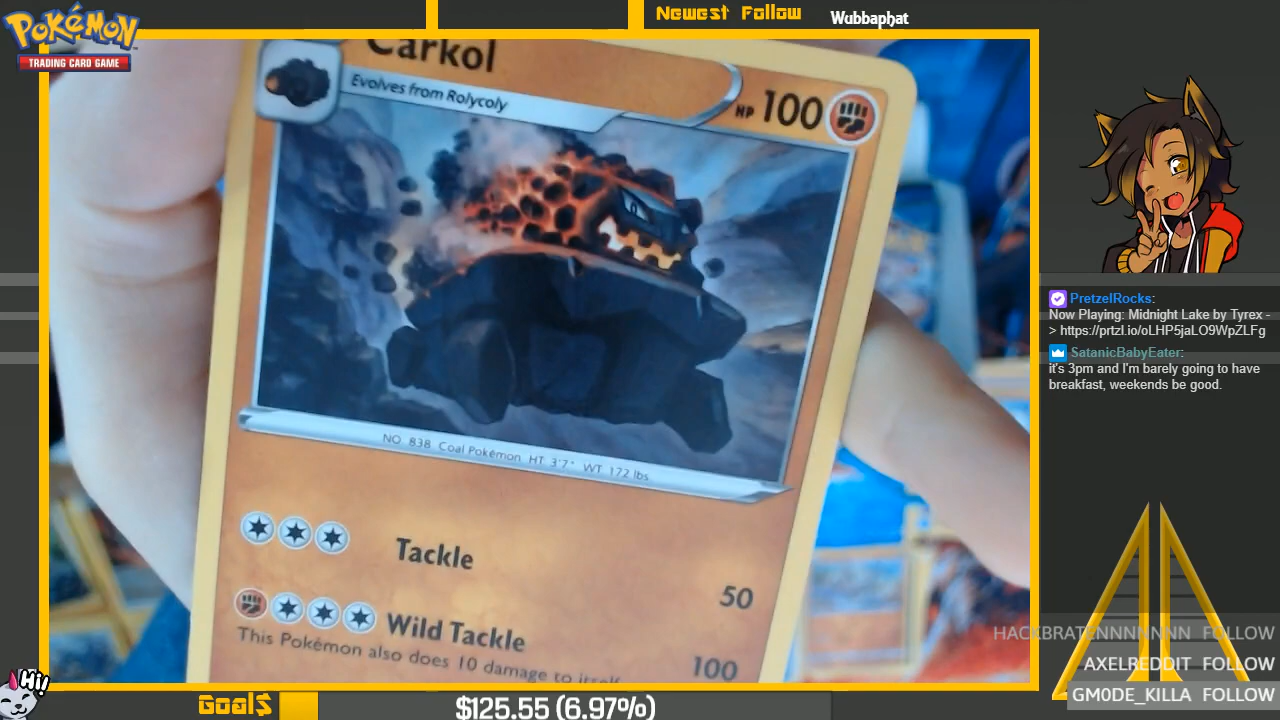 POKéMON
TRADING CARD GAME
Newest Follow
Wubbaphat
Carkol
Evolves from Rolycoly
HP 100
NO. 838 Coal Pokémon HT 3'7" WT 172 lbs
Tackle
50
Wild Tackle
100
This Pokémon also does 10 damage to itself.
PretzelRocks:
Now Playing: Midnight Lake by Tyrex -
> https://prtzl.io/oLHP5jaLO9WpZLFg
SatanicBabyEater:
it's 3pm and I'm barely going to have
breakfast, weekends be good.
HACKBRATENNNNNNN FOLLOW
AXELREDDIT FOLLOW
GM0DE_KILLA FOLLOW
Hi!
Goals
$125.55 (6.97%)